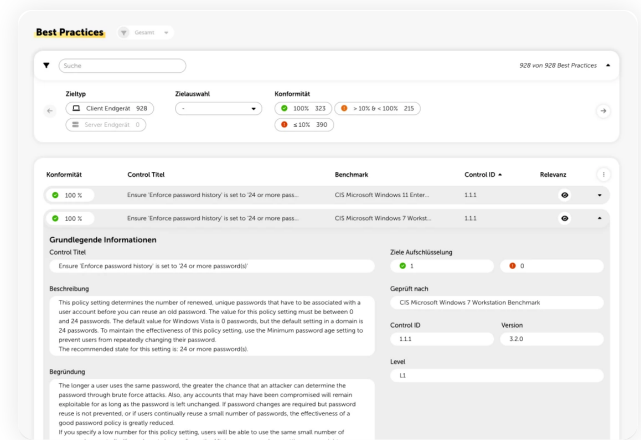 Best Practices
Gesamt
Suche
928 von 928 Best Practices
Zieltyp
Zielauswahl
Konformität
Client Endgerät 928
-
100% 323
> 10% & < 100% 215
Server Endgerät 0
≤ 10% 390
Konformität Control Titel Benchmark Control ID Relevanz
100 % Ensure 'Enforce password history' is set to '24 or more pass... CIS Microsoft Windows 11 Enter... 1.1.1
100 % Ensure 'Enforce password history' is set to '24 or more pass... CIS Microsoft Windows 7 Workst... 1.1.1
Grundlegende Informationen
Control Titel
Ensure 'Enforce password history' is set to '24 or more password(s)'
Beschreibung
This policy setting determines the number of renewed, unique passwords that have to be associated with a
user account before you can reuse an old password. The value for this policy setting must be between 0
and 24 passwords. The default value for Windows Vista is 0 passwords, but the default setting in a domain is
24 passwords. To maintain the effectiveness of this policy setting, use the Minimum password age setting to
prevent users from repeatedly changing their password.
The recommended state for this setting is: 24 or more password(s).
Begründung
The longer a user uses the same password, the greater the chance that an attacker can determine the
password through brute force attacks. Also, any accounts that may have been compromised will remain
exploitable for as long as the password is left unchanged. If password changes are required but password
reuse is not prevented, or if users continually reuse a small number of passwords, the effectiveness of a
good password policy is greatly reduced.
If you specify a low number for this policy setting, users will be able to use the same small number of
Ziele Aufschlüsselung
1 0
Geprüft nach
CIS Microsoft Windows 7 Workstation Benchmark
Control ID Version
1.1.1 3.2.0
Level
L1